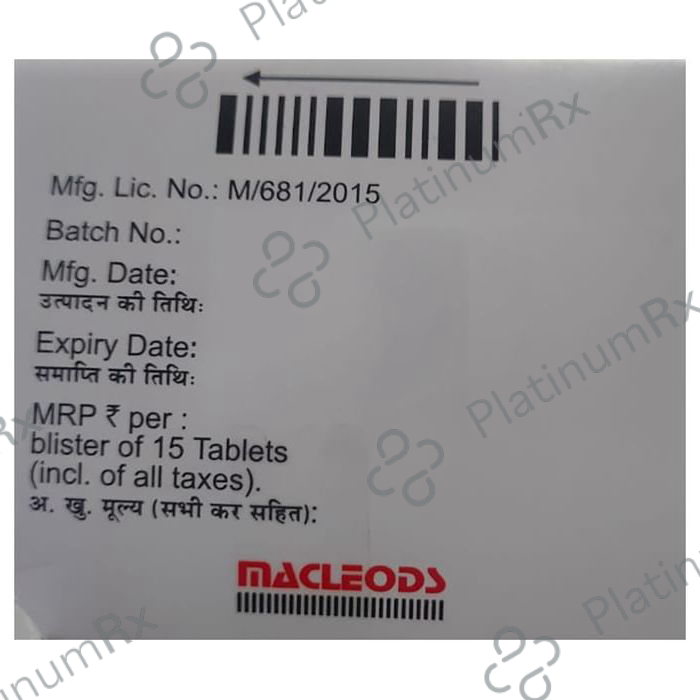 PlatinumRx
Mfg. Lic. No.: M/681/2015
Batch No.:
Mfg. Date:
उत्पादन की तिथिः
Expiry Date:
समाप्ति की तिथिः
MRP ₹ per :
blister of 15 Tablets
(incl. of all taxes).
अ. खु. मूल्य (सभी कर सहित):
MACLEODS
PlatinumRx
PlatinumRx